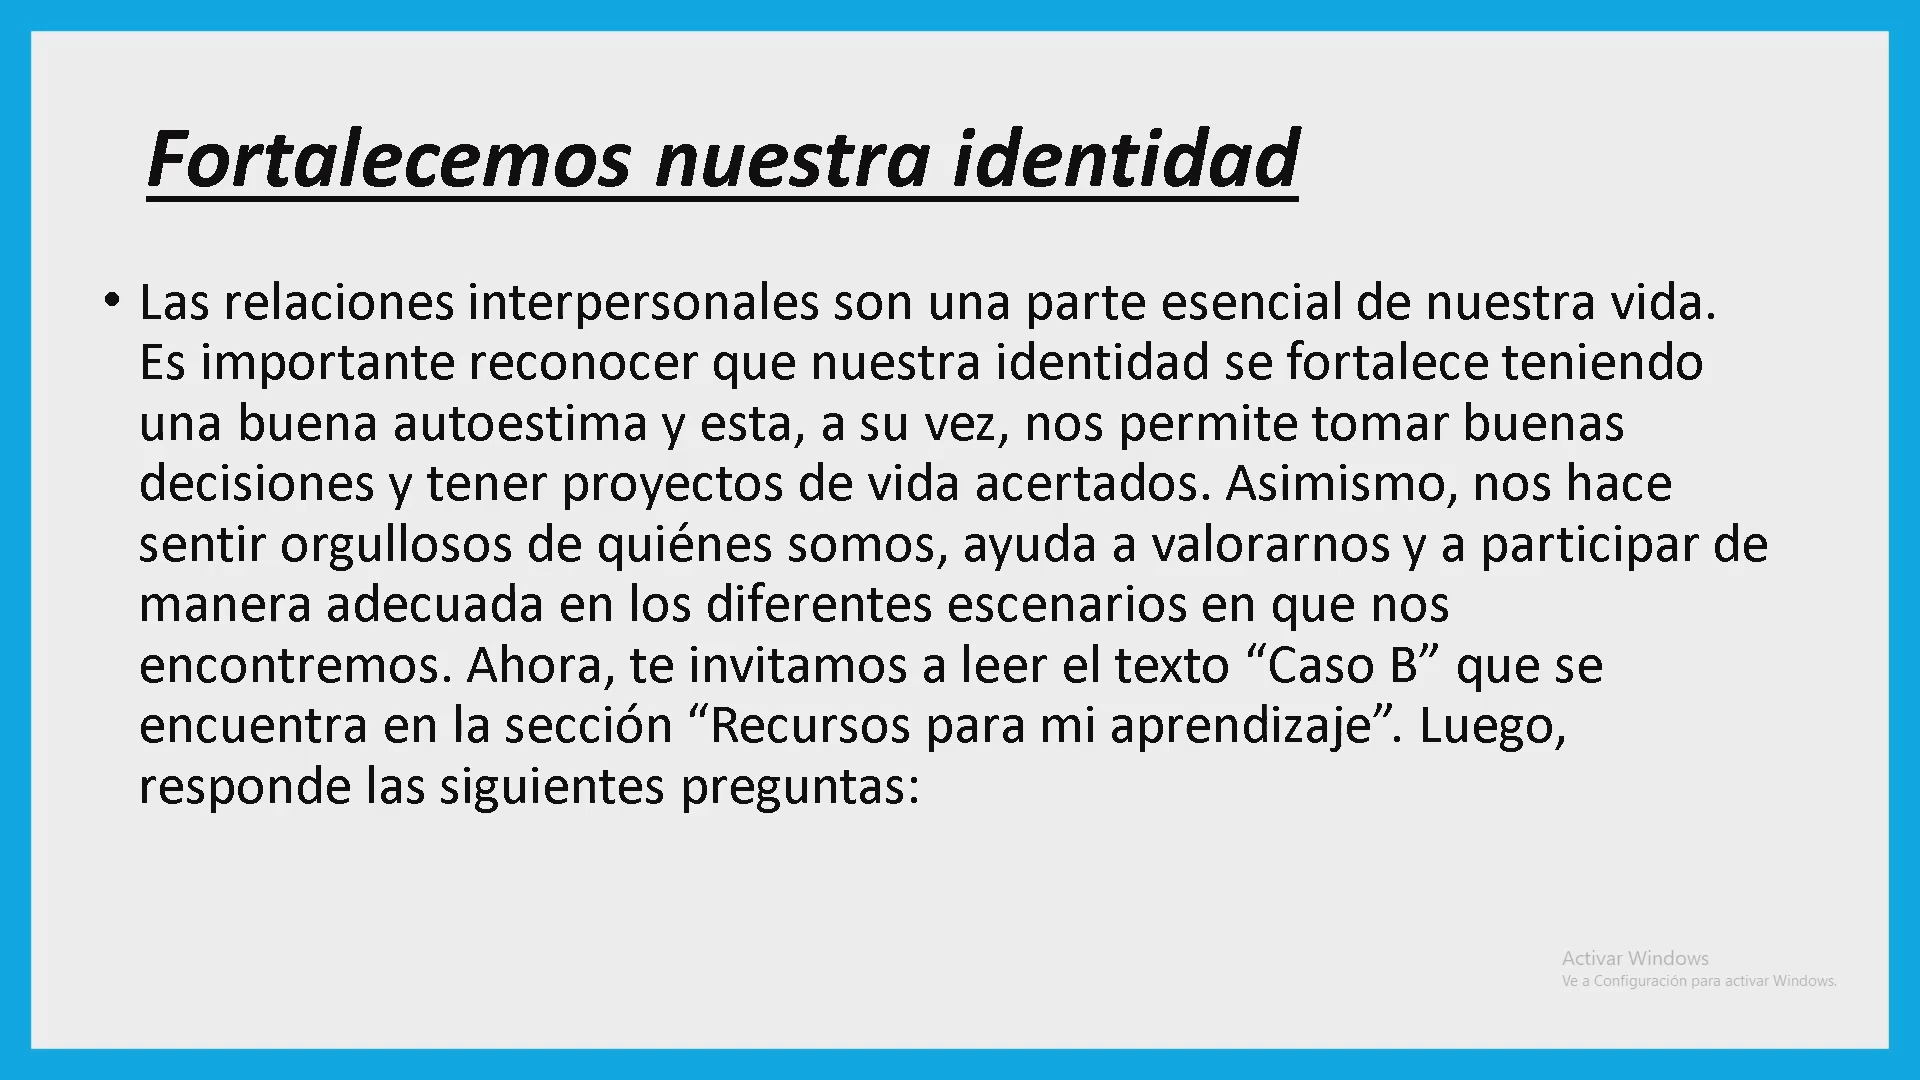 Fortalecemos nuestra identidad
• Las relaciones interpersonales son una parte esencial de nuestra vida.
Es importante reconocer que nuestra identidad se fortalece teniendo
una buena autoestima y esta, a su vez, nos permite tomar buenas
decisiones y tener proyectos de vida acertados. Asimismo, nos hace
sentir orgullosos de quiénes somos, ayuda a valorarnos y a participar de
manera adecuada en los diferentes escenarios en que nos
encontremos. Ahora, te invitamos a leer el texto “Caso B” que se
encuentra en la sección “Recursos para mi aprendizaje”. Luego,
responde las siguientes preguntas:
Activar Windows
Ve a Configuración para activar Windows.